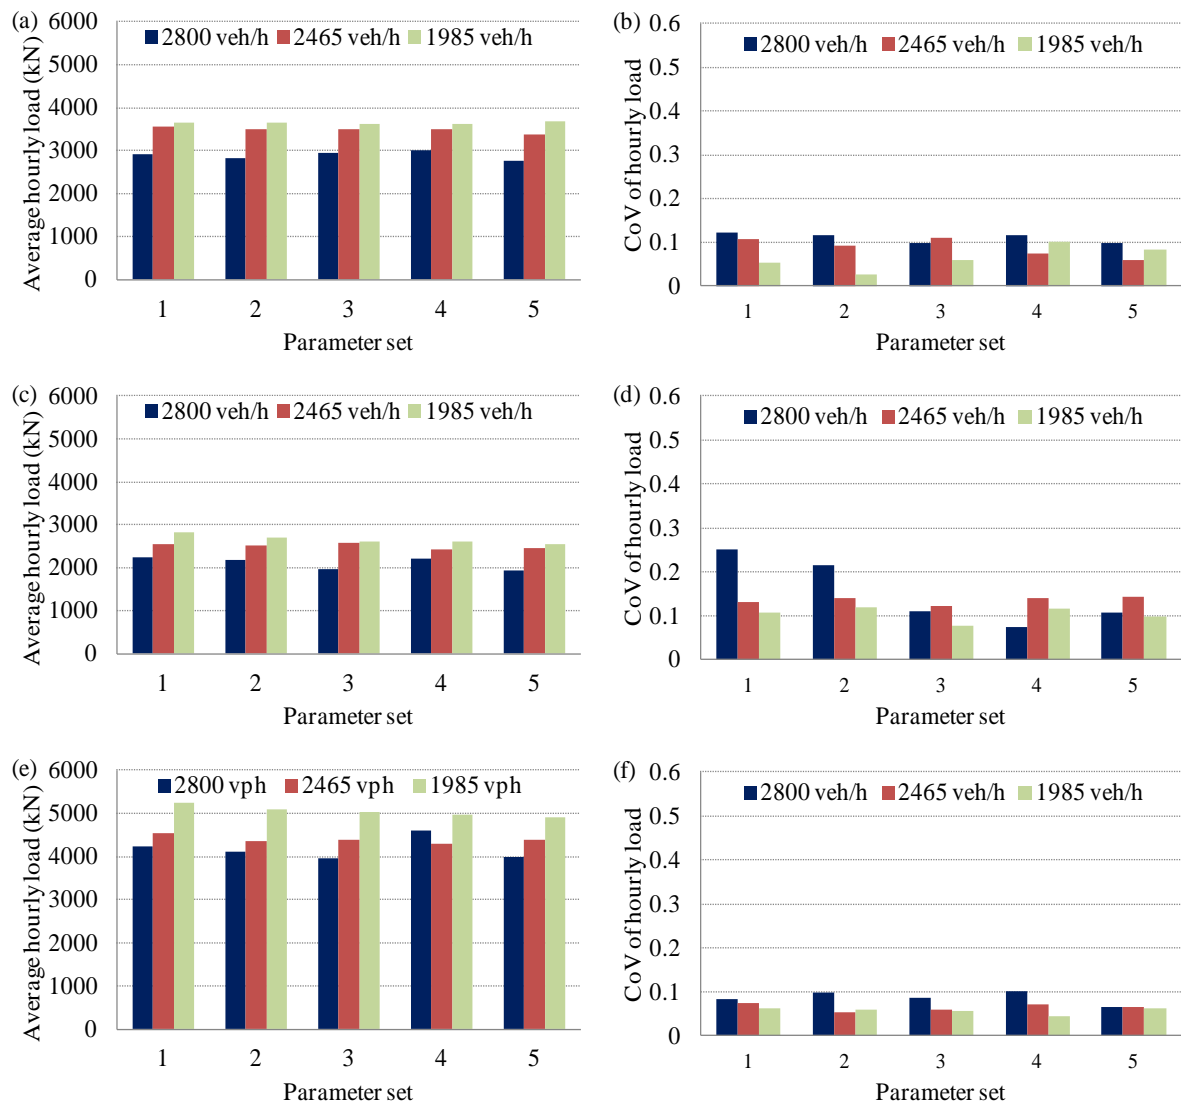 (a)
Average hourly load (kN)
6000
5000
4000
3000
2000
1000
0
2800 veh/h 2465 veh/h 1985 veh/h
1 2 3 4 5
Parameter set
(b)
CoV of hourly load
0.6
0.5
0.4
0.3
0.2
0.1
0
2800 veh/h 2465 veh/h 1985 veh/h
1 2 3 4 5
Parameter set
(c)
Average hourly load (kN)
6000
5000
4000
3000
2000
1000
0
2800 veh/h 2465 veh/h 1985 veh/h
1 2 3 4 5
Parameter set
(d)
CoV of hourly load
0.6
0.5
0.4
0.3
0.2
0.1
0
2800 veh/h 2465 veh/h 1985 veh/h
1 2 3 4 5
Parameter set
(e)
Average hourly load (kN)
6000
5000
4000
3000
2000
1000
0
2800 vph 2465 vph 1985 vph
1 2 3 4 5
Parameter set
(f)
CoV of hourly load
0.6
0.5
0.4
0.3
0.2
0.1
0
2800 veh/h 2465 veh/h 1985 veh/h
1 2 3 4 5
Parameter set